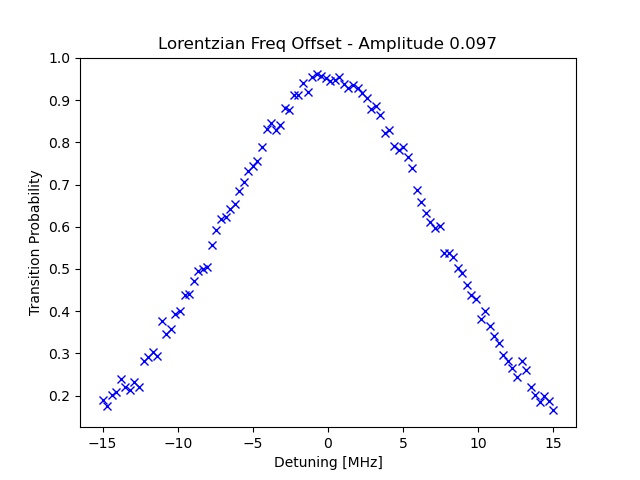 Lorentzian Freq Offset - Amplitude 0.097
1.0
0.9
0.8
0.7
0.6
0.5
0.4
0.3
0.2
Transition Probability
−15 −10 −5 0 5 10 15
Detuning [MHz]